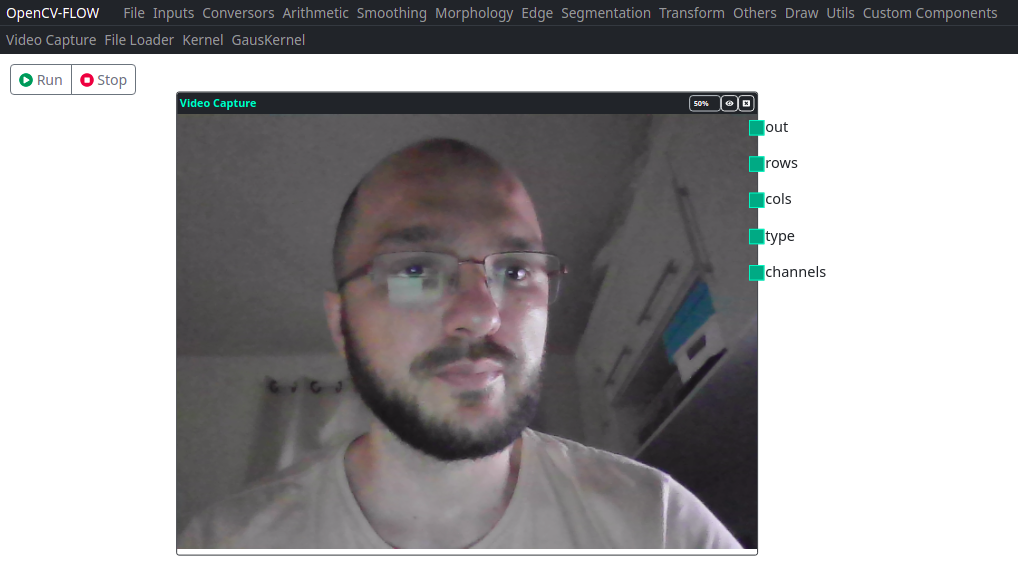 OpenCV-FLOW File Inputs Conversors Arithmetic Smoothing Morphology Edge Segmentation Transform Others Draw Utils Custom Components
Video Capture File Loader Kernel GausKernel
Run Stop
Video Capture 50%
out
rows
cols
type
channels